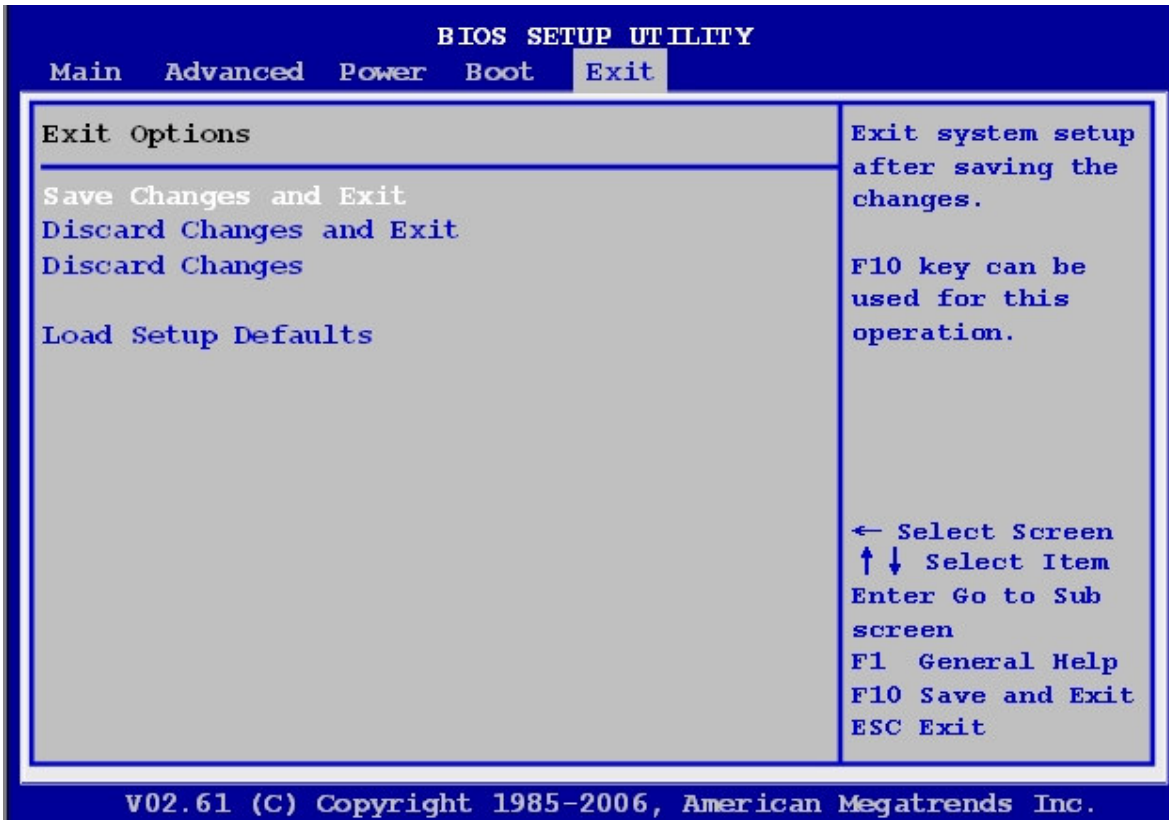 BIOS SETUP UTILITY
Main Advanced Power Boot Exit
Exit Options
Save Changes and Exit
Discard Changes and Exit
Discard Changes
Load Setup Defaults
Exit system setup
after saving the
changes.
F10 key can be
used for this
operation.
← Select Screen
↑↓ Select Item
Enter Go to Sub
screen
F1 General Help
F10 Save and Exit
ESC Exit
V02.61 (C) Copyright 1985-2006, American Megatrends Inc.